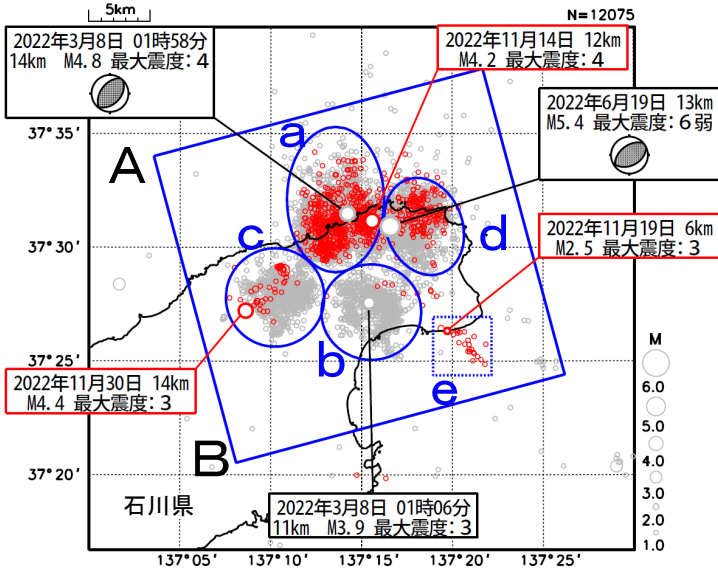 5km
N=12075
2022年3月8日 01時58分
14km M4.8 最大震度:4
2022年11月14日 12km
M4.2 最大震度:4
2022年6月19日 13km
M5.4 最大震度:6弱
37°35′
A
a
c
d
37°30′
2022年11月19日 6km
M2.5 最大震度:3
37°25′
b
e
2022年11月30日 14km
M4.4 最大震度:3
M
6.0
5.0
4.0
3.0
2.0
1.0
B
37°20′
石川県
2022年3月8日 01時06分
11km M3.9 最大震度:3
137°10′
137°15′
137°20′
137°25′